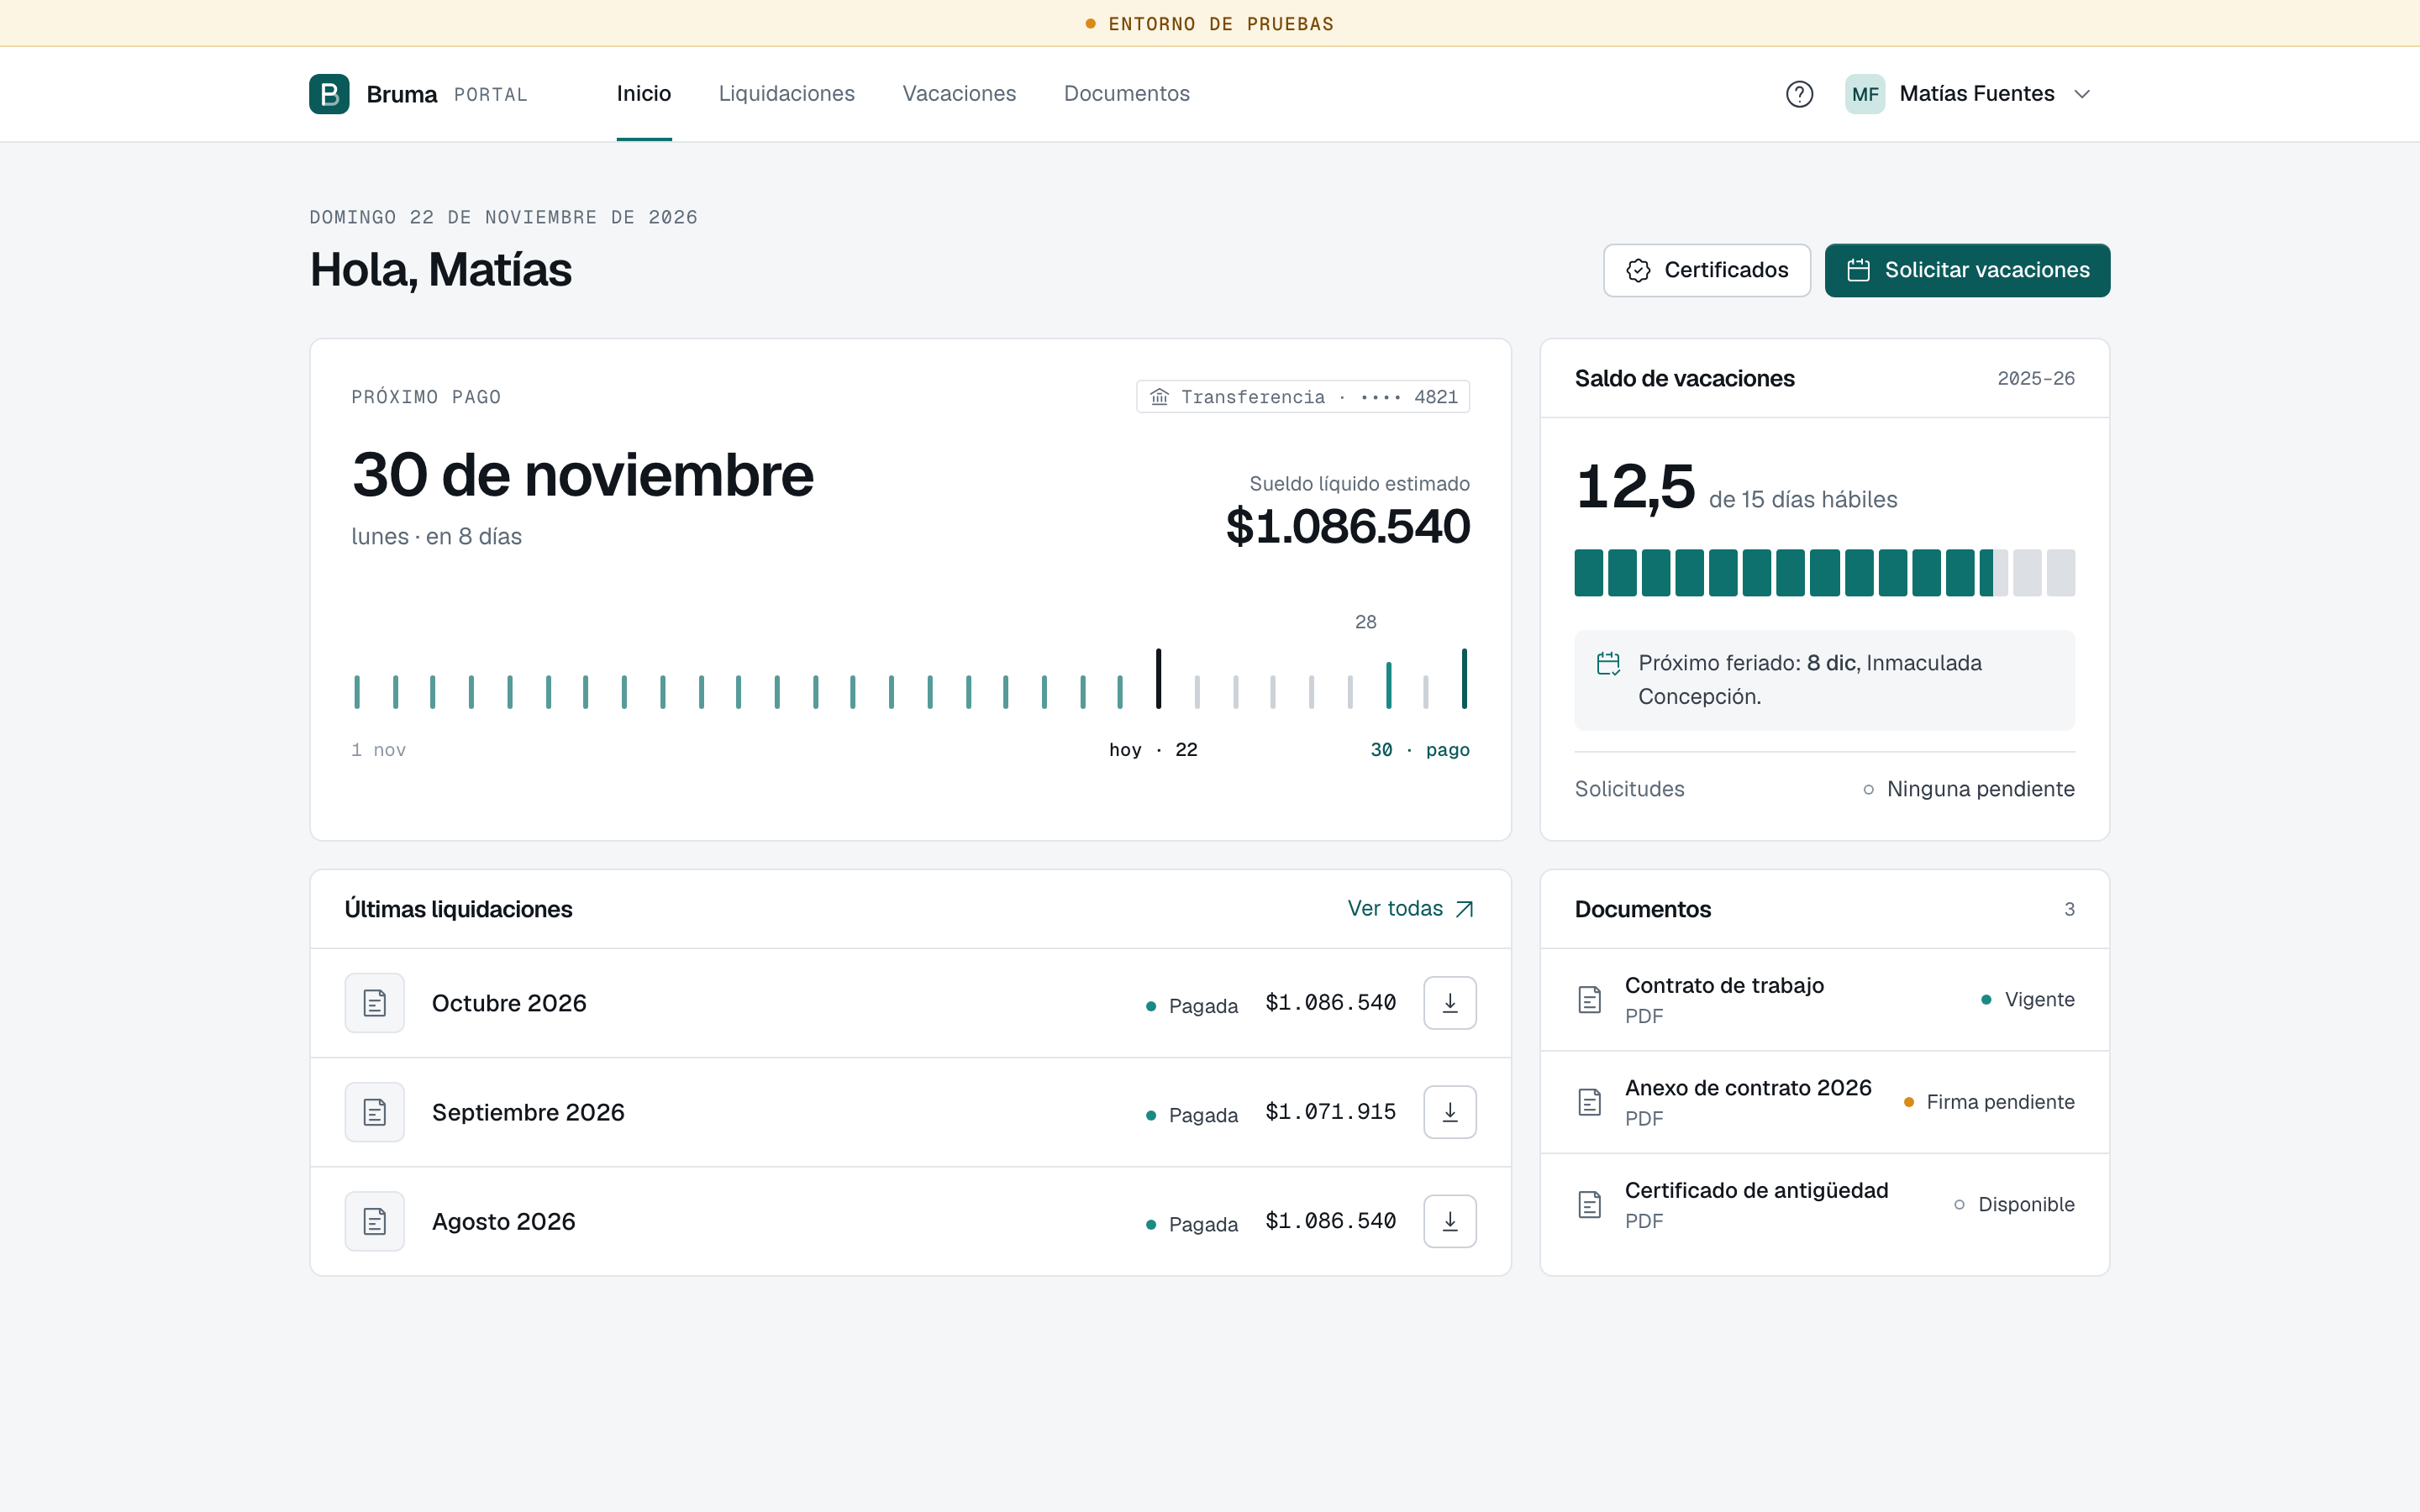 ENTORNO DE PRUEBAS
B Bruma PORTAL Inicio Liquidaciones Vacaciones Documentos MF Matías Fuentes
DOMINGO 22 DE NOVIEMBRE DE 2026
Hola, Matías
Certificados Solicitar vacaciones
PRÓXIMO PAGO
Transferencia · •••• 4821
30 de noviembre
lunes · en 8 días
Sueldo líquido estimado
$1.086.540
28
1 nov hoy · 22 30 · pago
Saldo de vacaciones 2025–26
12,5 de 15 días hábiles
Próximo feriado: 8 dic, Inmaculada
Concepción.
Solicitudes Ninguna pendiente
Últimas liquidaciones Ver todas
Octubre 2026 Pagada $1.086.540
Septiembre 2026 Pagada $1.071.915
Agosto 2026 Pagada $1.086.540
Documentos 3
Contrato de trabajo
PDF
Vigente
Anexo de contrato 2026
PDF
Firma pendiente
Certificado de antigüedad
PDF
Disponible